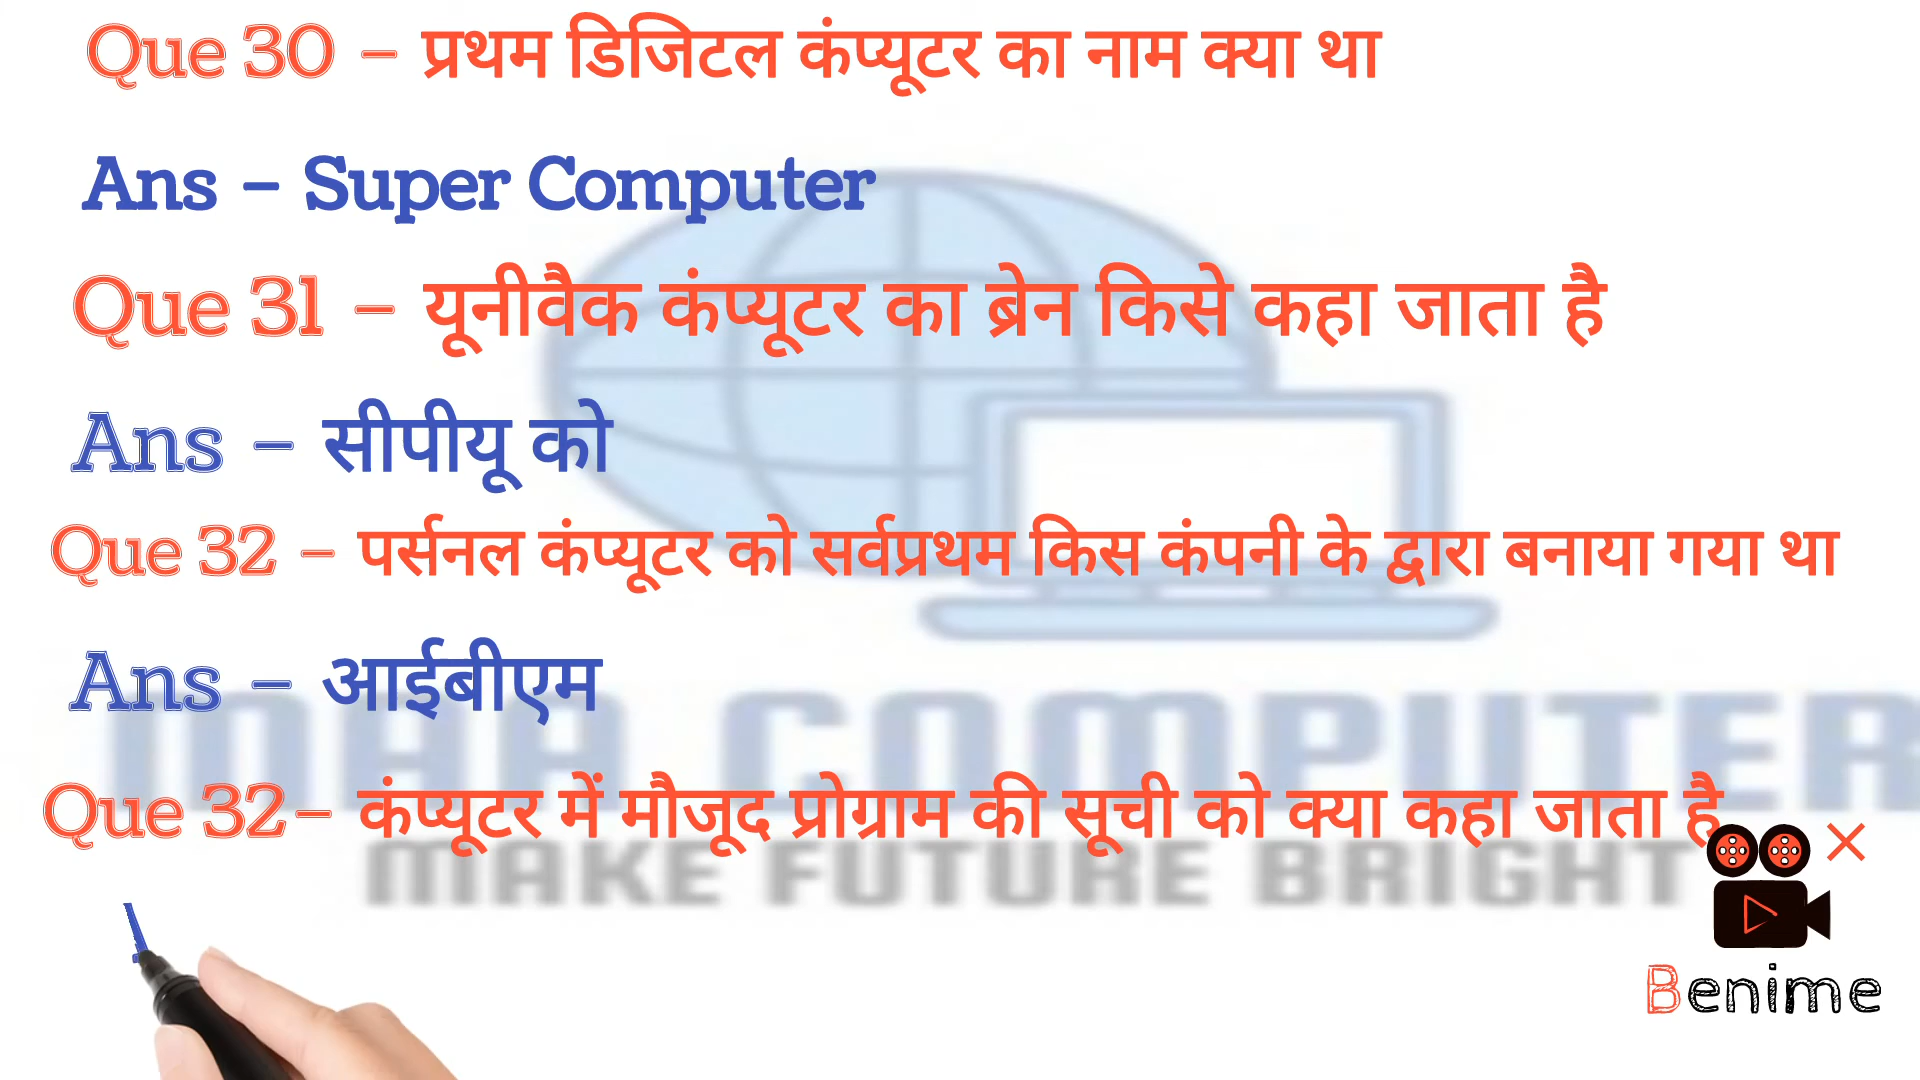 Que 30 – प्रथम डिजिटल कंप्यूटर का नाम क्या था
Ans – Super Computer
Que 31 – यूनीवैक कंप्यूटर का ब्रेन किसे कहा जाता है
Ans – सीपीयू को
Que 32 – पर्सनल कंप्यूटर को सर्वप्रथम किस कंपनी के द्वारा बनाया गया था
Ans – आईबीएम
COMPUTER
Que 32– कंप्यूटर में मौजूद प्रोग्राम की सूची को क्या कहा जाता है
MAKE FUTURE BRIGHT
Benime